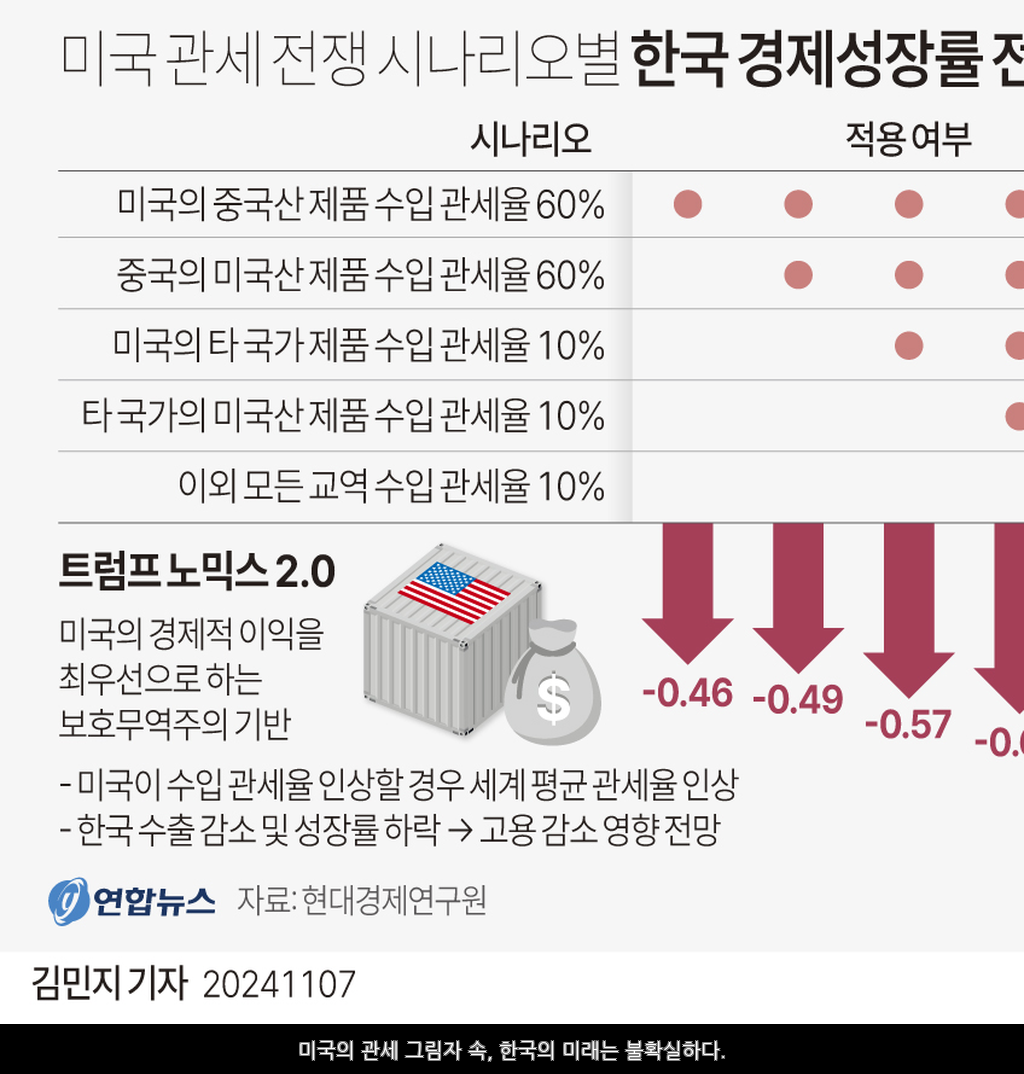 미국 관세 전쟁 시나리오별 한국 경제성장률
시나리오 적용 여부
미국의 중국산 제품 수입 관세율 60%
중국의 미국산 제품 수입 관세율 60%
미국의 타 국가 제품 수입 관세율 10%
타 국가의 미국산 제품 수입 관세율 10%
이외 모든 교역 수입 관세율 10%
-0.46 -0.49 -0.57
트럼프 노믹스 2.0
미국의 경제적 이익을
최우선으로 하는
보호무역주의 기반
$
- 미국이 수입 관세율 인상할 경우 세계 평균 관세율 인상
- 한국 수출 감소 및 성장률 하락 → 고용 감소 영향 전망
연합뉴스 자료: 현대경제연구원
김민지 기자 20241107
미국의 관세 그림자 속, 한국의 미래는 불확실하다.